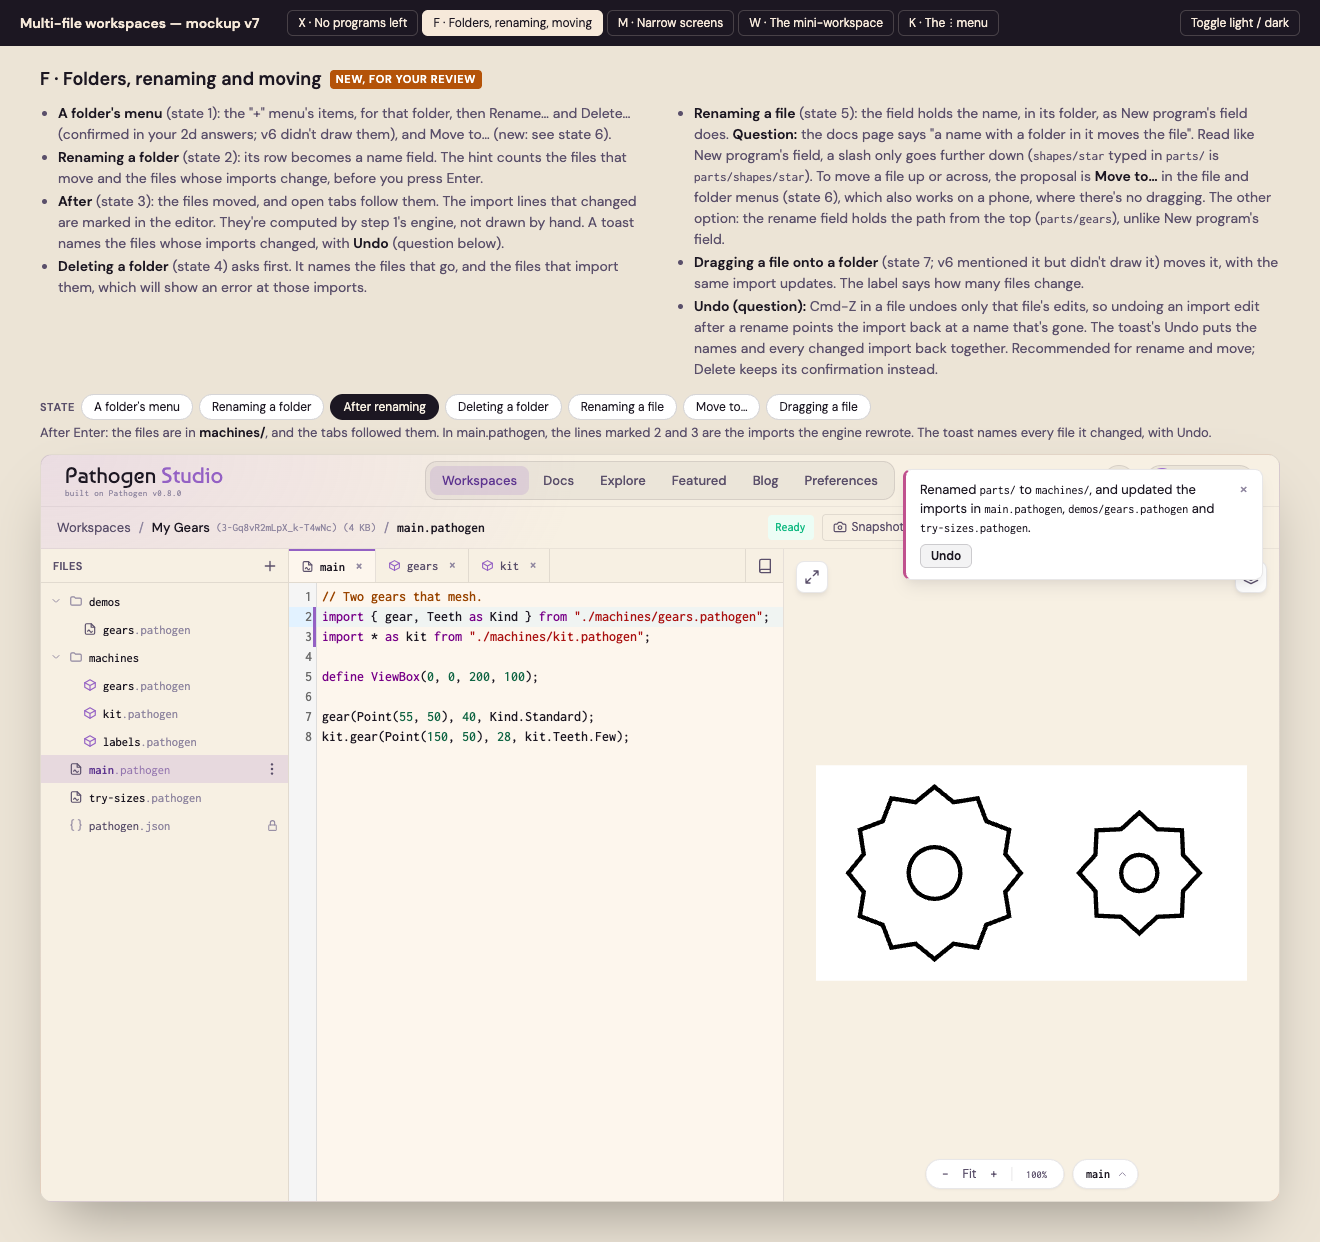 Multi-file workspaces — mockup v7
X · No programs left
F · Folders, renaming, moving
M · Narrow screens
W · The mini-workspace
K · The ⋮ menu
Toggle light / dark
F · Folders, renaming and moving
NEW, FOR YOUR REVIEW
• A folder's menu (state 1): the "+" menu's items, for that folder, then Rename… and Delete…
(confirmed in your 2d answers; v6 didn't draw them), and Move to… (new: see state 6).
• Renaming a folder (state 2): its row becomes a name field. The hint counts the files that
move and the files whose imports change, before you press Enter.
• After (state 3): the files moved, and open tabs follow them. The import lines that changed
are marked in the editor. They're computed by step 1's engine, not drawn by hand. A toast
names the files whose imports changed, with Undo (question below).
• Deleting a folder (state 4) asks first. It names the files that go, and the files that import
them, which will show an error at those imports.
• Renaming a file (state 5): the field holds the name, in its folder, as New program's field
does. Question: the docs page says "a name with a folder in it moves the file". Read like
New program's field, a slash only goes further down (shapes/star typed in parts/ is
parts/shapes/star). To move a file up or across, the proposal is Move to… in the file and
folder menus (state 6), which also works on a phone, where there's no dragging. The other
option: the rename field holds the path from the top (parts/gears), unlike New program's
field.
• Dragging a file onto a folder (state 7; v6 mentioned it but didn't draw it) moves it, with the
same import updates. The label says how many files change.
• Undo (question): Cmd-Z in a file undoes only that file's edits, so undoing an import edit
after a rename points the import back at a name that's gone. The toast's Undo puts the
names and every changed import back together. Recommended for rename and move;
Delete keeps its confirmation instead.
STATE
A folder's menu
Renaming a folder
After renaming
Deleting a folder
Renaming a file
Move to…
Dragging a file
After Enter: the files are in machines/, and the tabs followed them. In main.pathogen, the lines marked 2 and 3 are the imports the engine rewrote. The toast names every file it changed, with Undo.
Pathogen Studio
built on Pathogen v0.8.0
Workspaces
Docs
Explore
Featured
Blog
Preferences
Renamed parts/ to machines/, and updated the
imports in main.pathogen, demos/gears.pathogen and
try-sizes.pathogen.
Undo
×
Workspaces / My Gears (3-Gq8vR2mLpX_k-T4wNc) (4 KB) / main.pathogen
Ready
Snapshot
FILES
+
demos
gears.pathogen
machines
gears.pathogen
kit.pathogen
labels.pathogen
main.pathogen
⋮
try-sizes.pathogen
{} pathogen.json
main ×
gears ×
kit ×
1 // Two gears that mesh.
2 import { gear, Teeth as Kind } from "./machines/gears.pathogen";
3 import * as kit from "./machines/kit.pathogen";
4
5 define ViewBox(0, 0, 200, 100);
6
7 gear(Point(55, 50), 40, Kind.Standard);
8 kit.gear(Point(150, 50), 28, kit.Teeth.Few);
− Fit + 100%
main